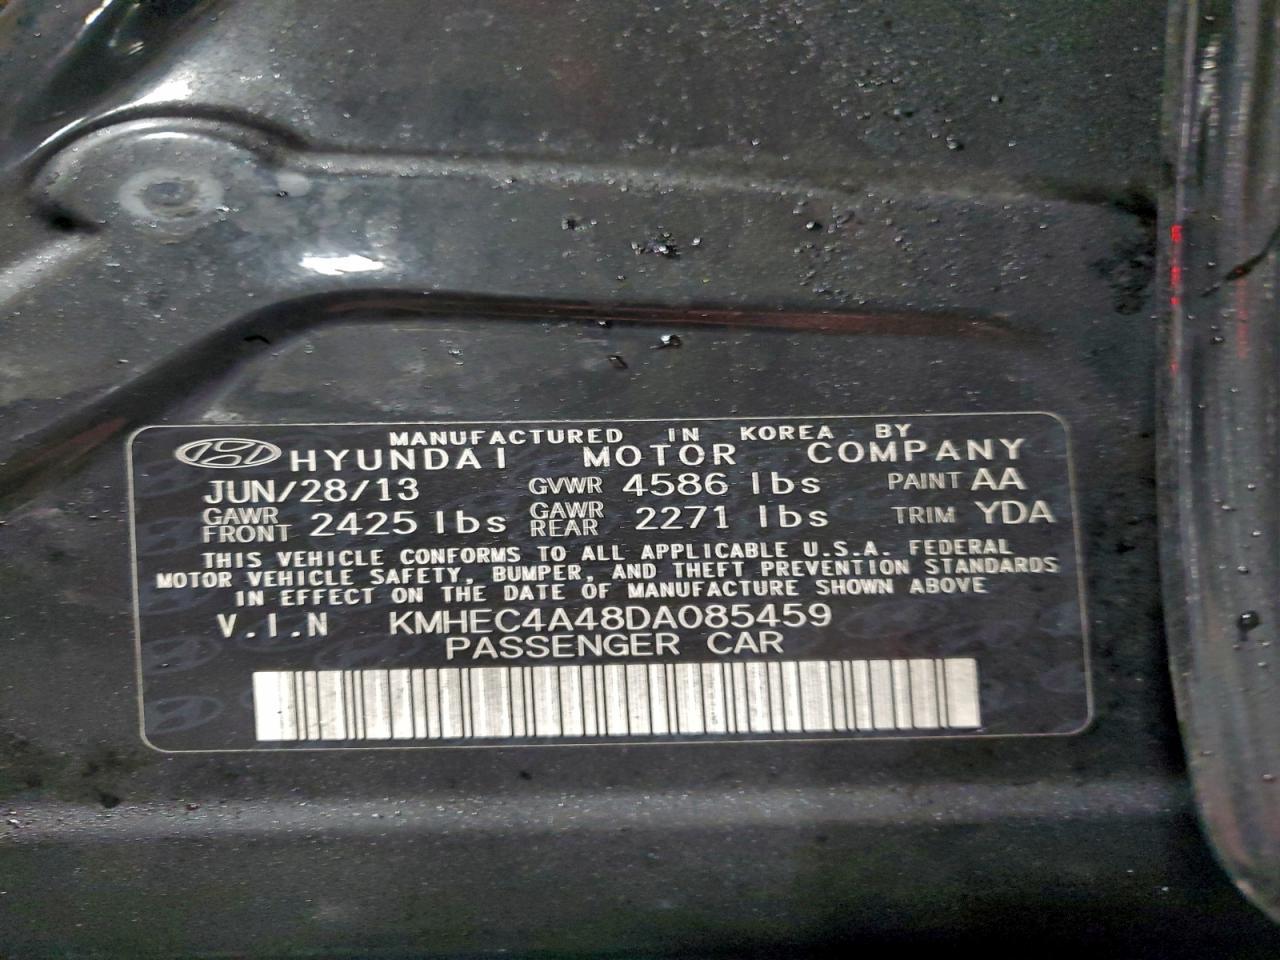 MANUFACTURED IN KOREA BY
HYUNDAI MOTOR COMPANY
JUN/28/13 GVWR 4586 lbs PAINT AA
GAWR FRONT 2425 lbs GAWR REAR 2271 lbs TRIM YDA
THIS VEHICLE CONFORMS TO ALL APPLICABLE U.S.A. FEDERAL
MOTOR VEHICLE SAFETY, BUMPER, AND THEFT PREVENTION STANDARDS
IN EFFECT ON THE DATE OF MANUFACTURE SHOWN ABOVE
V.I.N KMHEC4A48DA085459
PASSENGER CAR